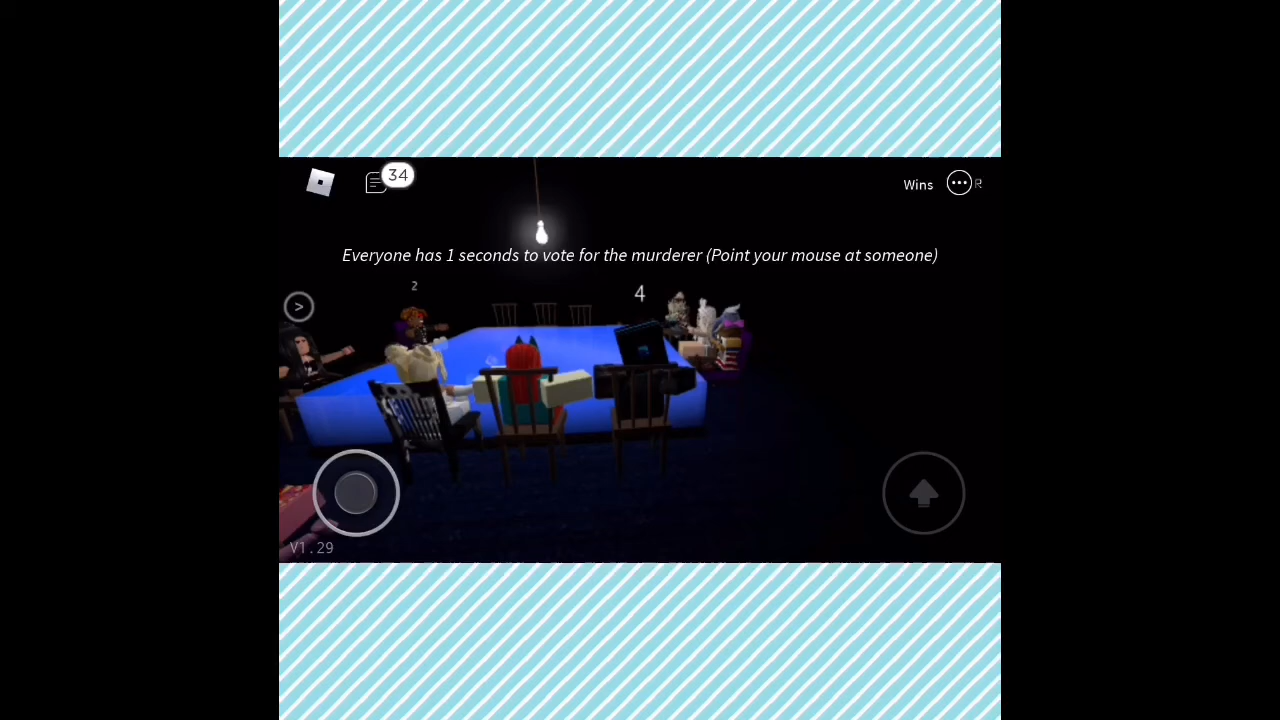 34
Wins
R
Everyone has 1 seconds to vote for the murderer (Point your mouse at someone)
2
4
>
V1.29